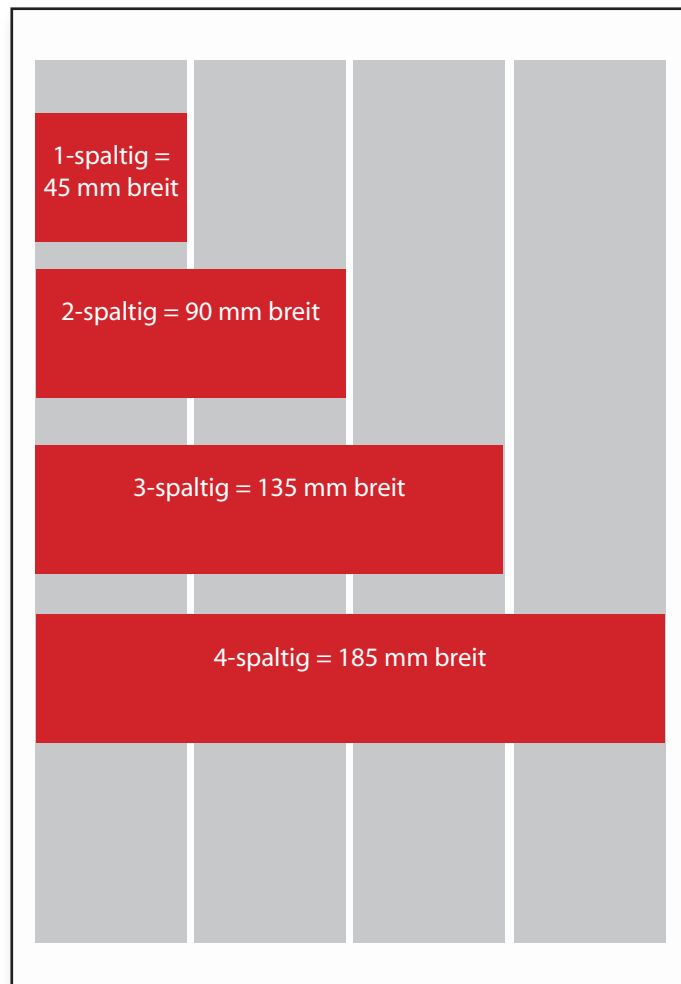 1-spaltig =
45 mm breit
2-spaltig = 90 mm breit
3-spaltig = 135 mm breit
4-spaltig = 185 mm breit